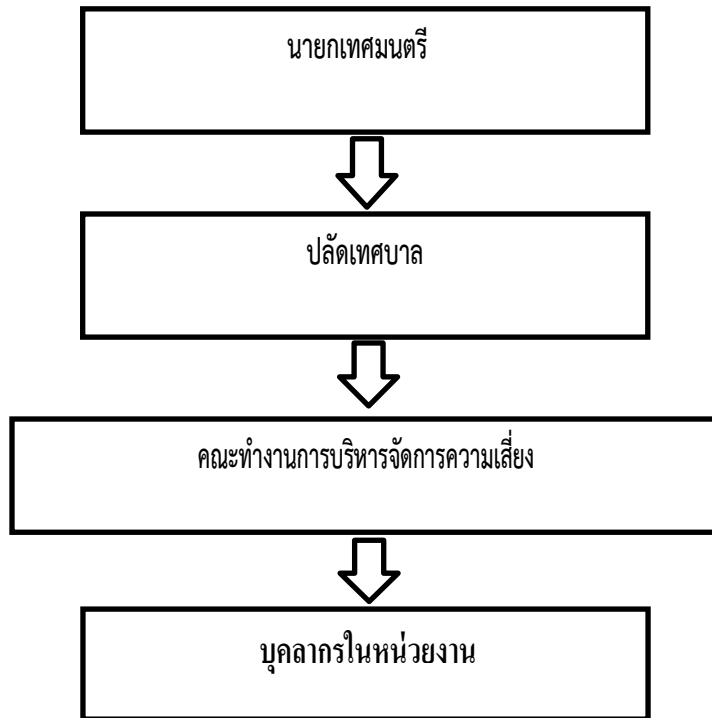 นายกเทศมนตรี
ปลัดเทศบาล
คณะทำงานการบริหารจัดการความเสี่ยง
บุคลากรในหน่วยงาน